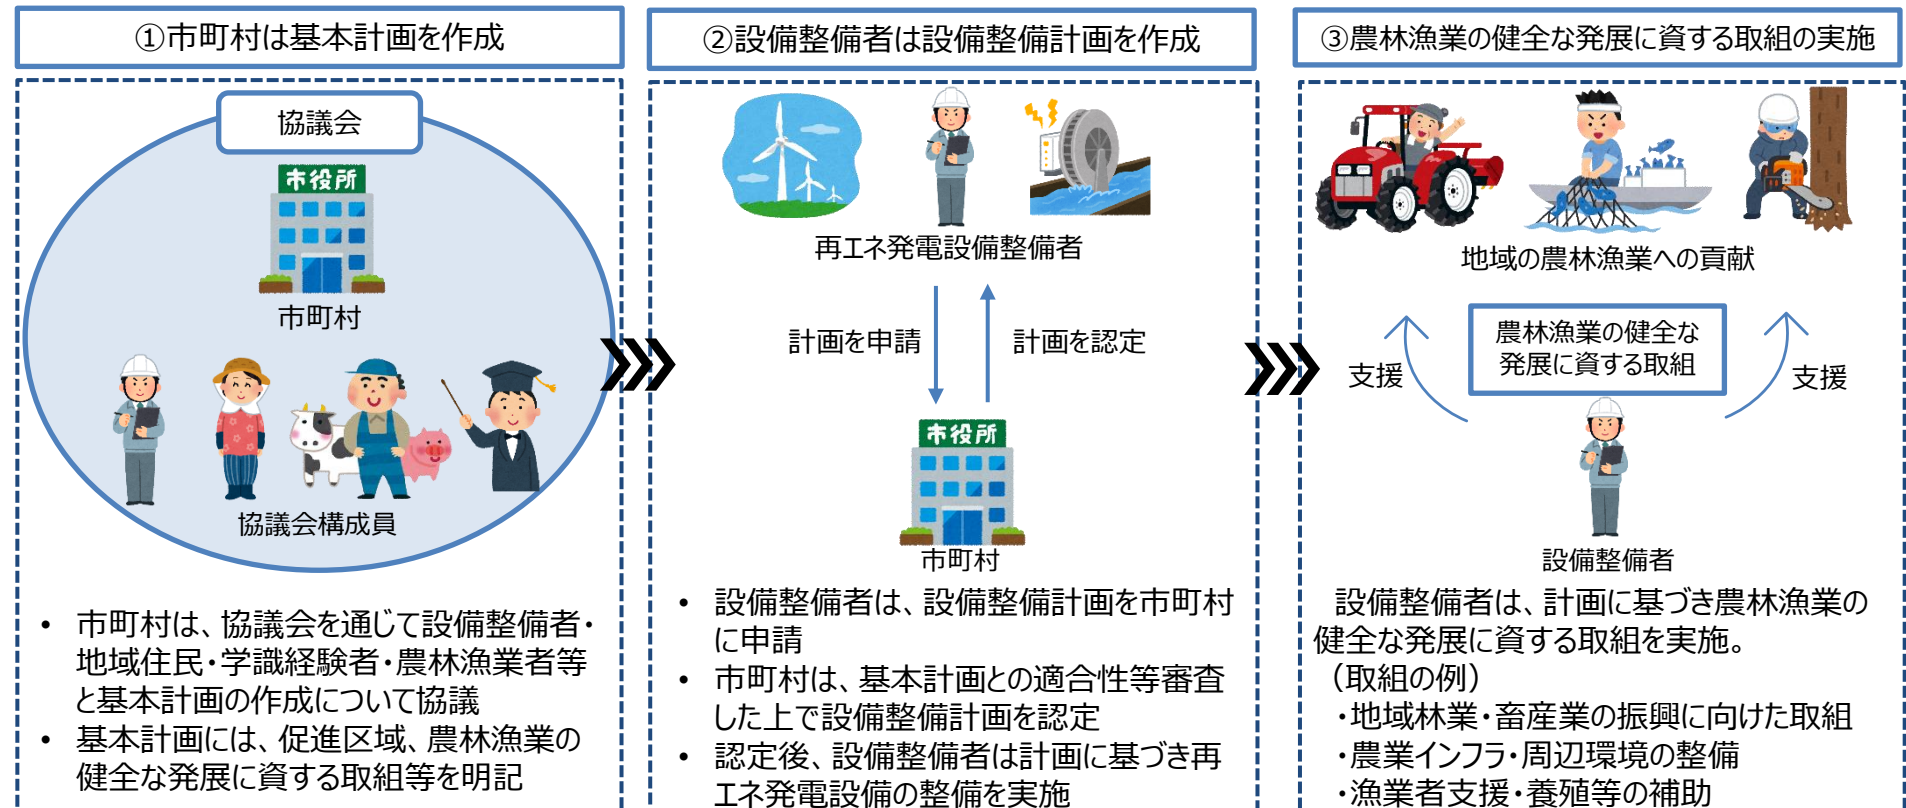 ①市町村は基本計画を作成
協議会
市役所
市町村
協議会構成員
• 市町村は、協議会を通じて設備整備者・
地域住民・学識経験者・農林漁業者等
と基本計画の作成について協議
• 基本計画には、促進区域、農林漁業の
健全な発展に資する取組等を明記
②設備整備者は設備整備計画を作成
再エネ発電設備整備者
計画を申請
計画を認定
市役所
市町村
• 設備整備者は、設備整備計画を市町村
に申請
• 市町村は、基本計画との適合性等審査
した上で設備整備計画を認定
• 認定後、設備整備者は計画に基づき再
エネ発電設備の整備を実施
③農林漁業の健全な発展に資する取組の実施
地域の農林漁業への貢献
農林漁業の健全な
発展に資する取組
支援
支援
設備整備者
設備整備者は、計画に基づき農林漁業の
健全な発展に資する取組を実施。
（取組の例）
・地域林業・畜産業の振興に向けた取組
・農業インフラ・周辺環境の整備
・漁業者支援・養殖等の補助